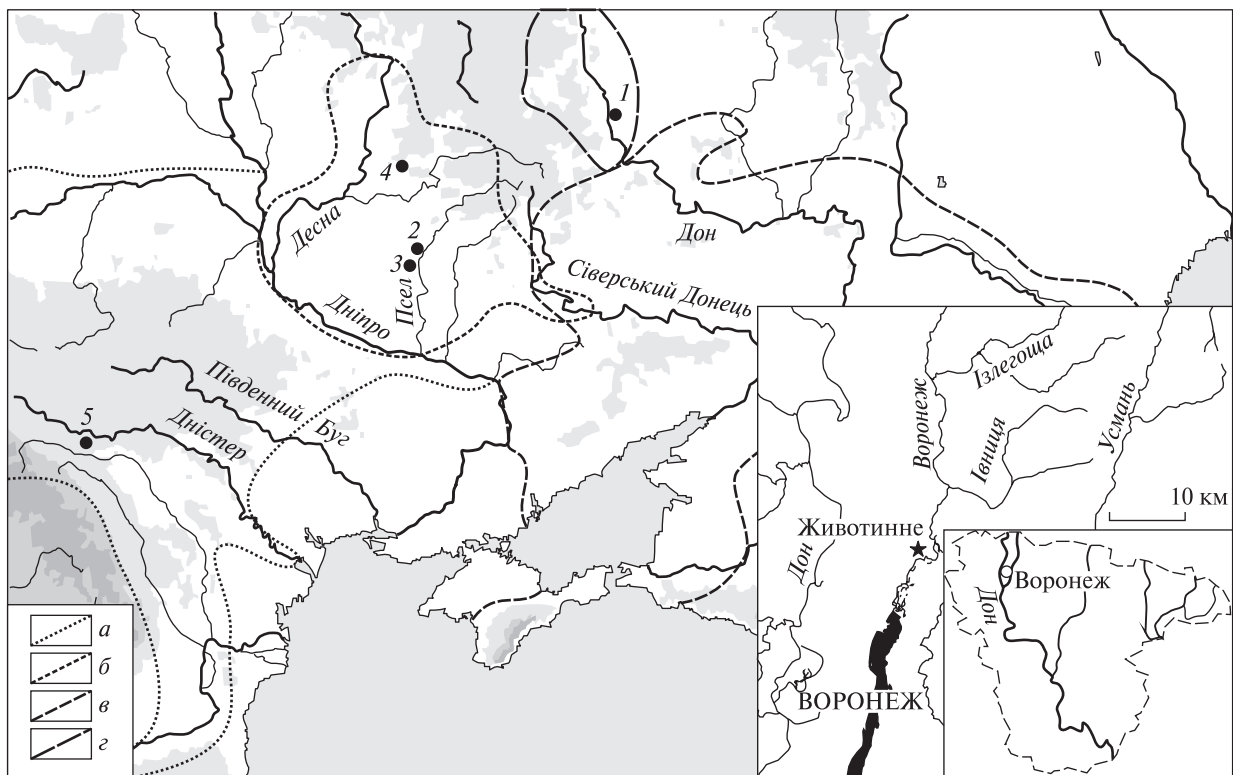 1
4
Десна
2
3
Псел
Дон
Сіверський Донець
Дніпро
Південний Буг
5
Дністер
а
б
в
г
Ізлегоща
Воронеж
Івниця
Усмань
10 км
Животинне
Дон
ВОРОНЕЖ
Воронеж
Дон